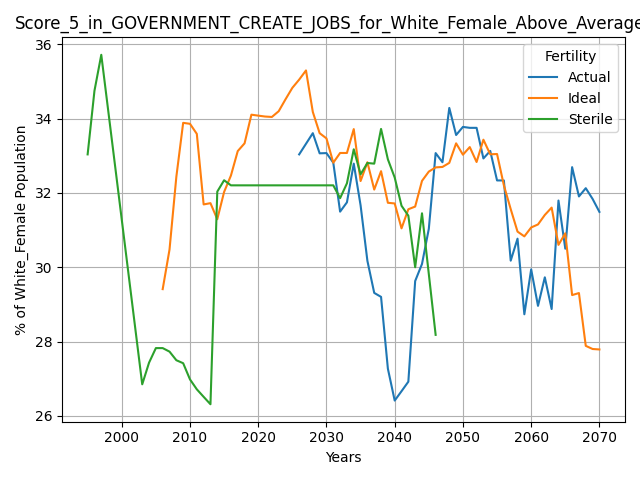 Score_5_in_GOVERNMENT_CREATE_JOBS_for_White_Female_Above_Average
Fertility
Actual
Ideal
Sterile
% of White_Female Population
36
34
32
30
28
26
2000 2010 2020 2030 2040 2050 2060 2070
Years